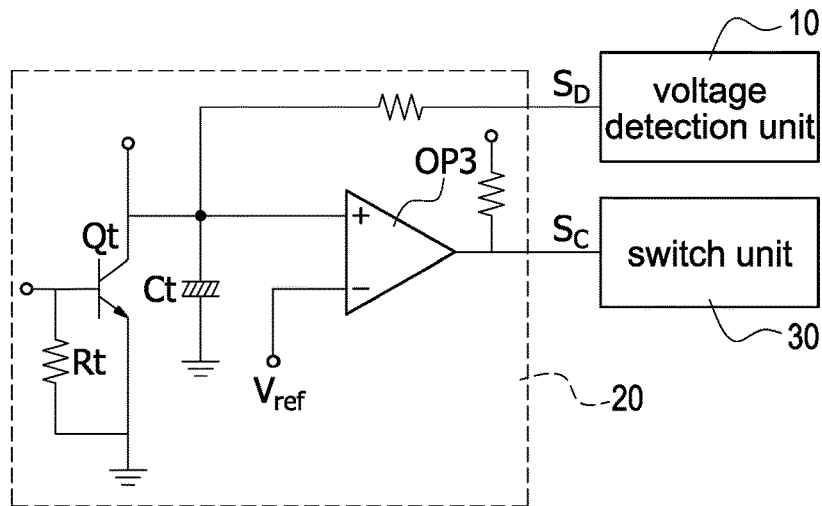 10
S_D
voltage
detection unit
OP3
+
Qt
S_C
switch unit
Ct
−
Rt
30
V_ref
20